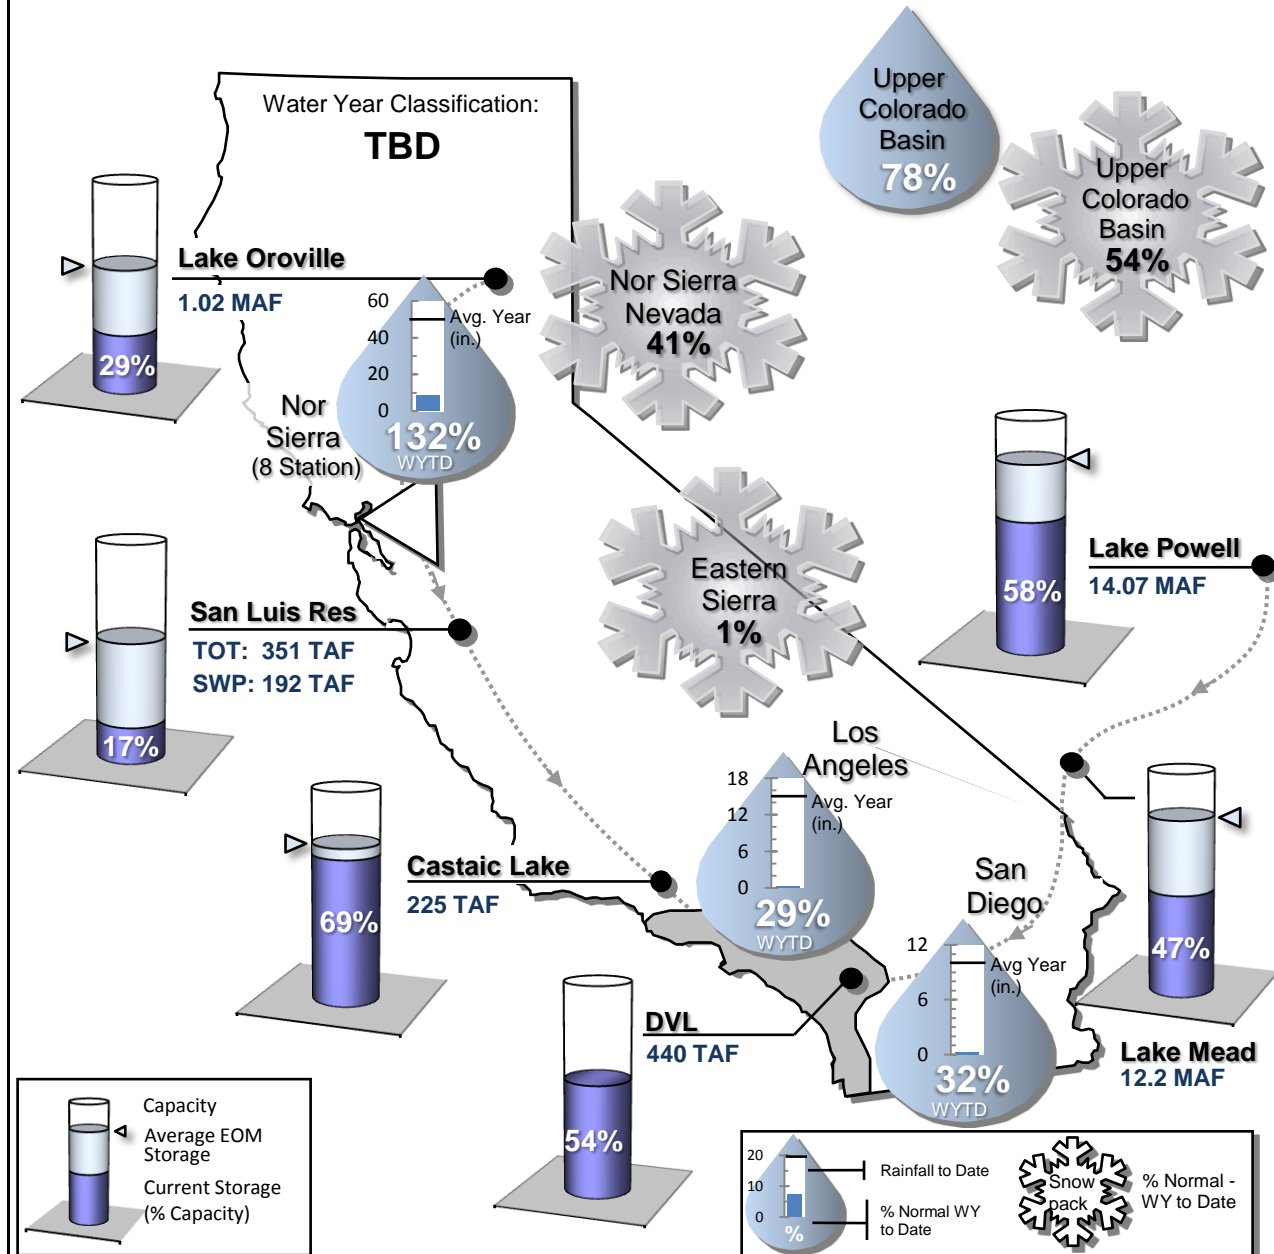 Water Year Classification:
TBD
Upper
Colorado
Basin
78%
Upper
Colorado
Basin
54%
Nor Sierra
Nevada
41%
Lake Oroville
1.02 MAF
29%
60
40
20
0
Avg. Year
(in.)
132%
WYTD
Nor
Sierra
(8 Station)
Eastern
Sierra
1%
Lake Powell
14.07 MAF
58%
San Luis Res
TOT: 351 TAF
SWP: 192 TAF
17%
Los
Angeles
18
12
6
0
Avg. Year
(in.)
29%
WYTD
Castaic Lake
225 TAF
69%
San
Diego
12
6
0
Avg Year
(in.)
32%
WYTD
47%
Lake Mead
12.2 MAF
DVL
440 TAF
54%
Capacity
Average EOM
Storage
Current Storage
(% Capacity)
20
10
0
%
Rainfall to Date
% Normal WY
to Date
Snow
pack
% Normal -
WY to Date